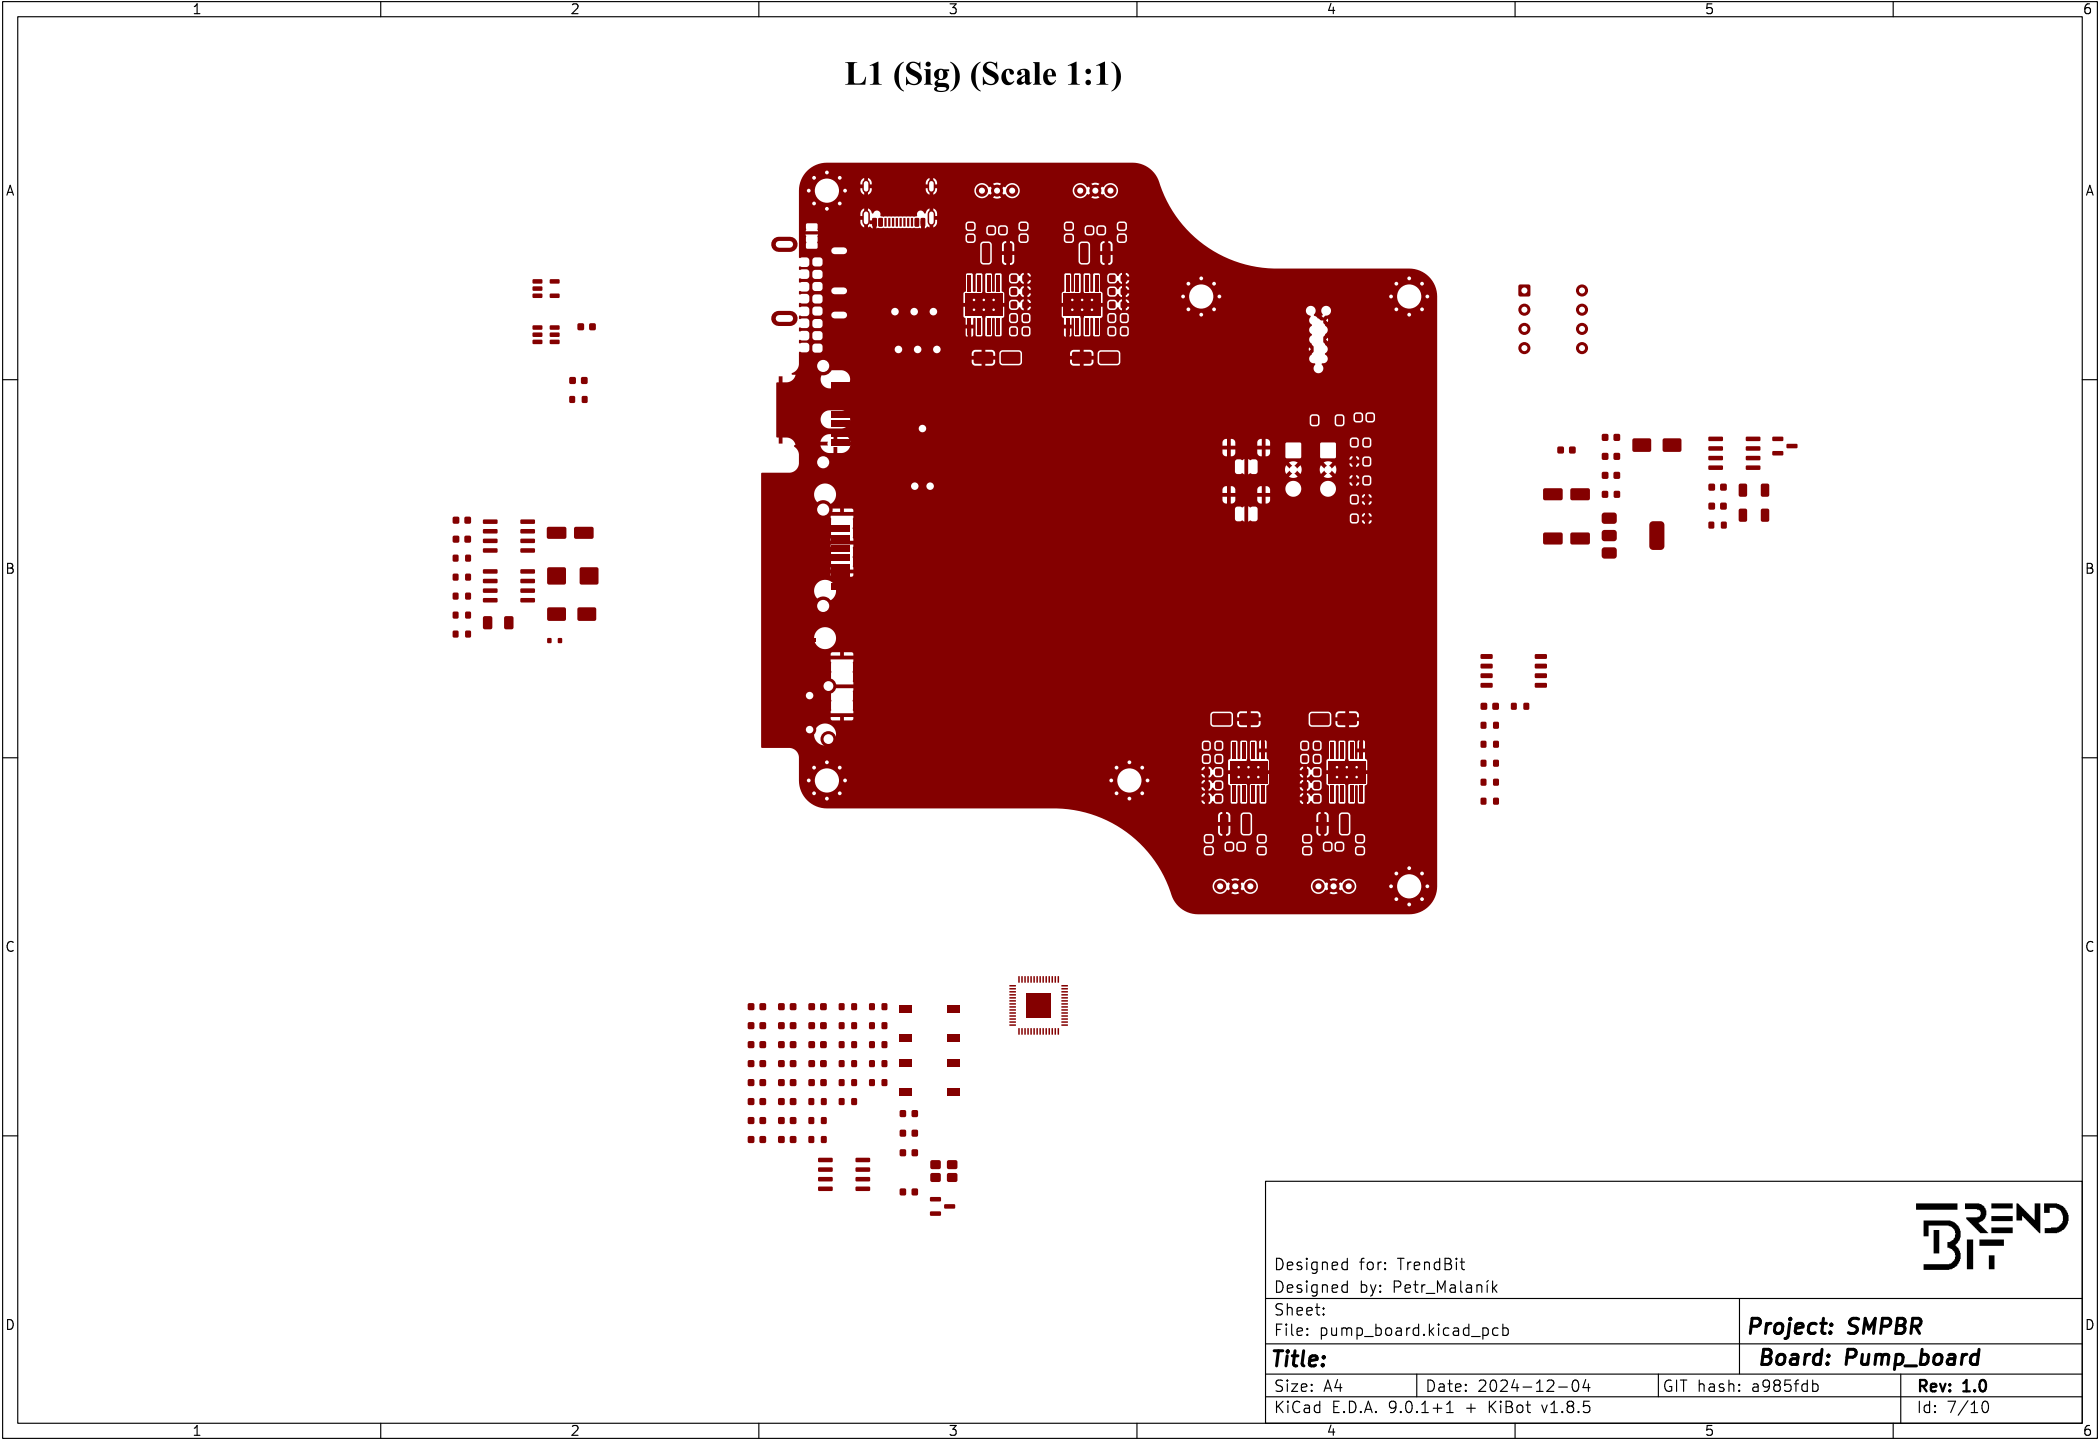 1 2 3 4 5 6
L1 (Sig) (Scale 1:1)
A A
B B
C C
D D
TREND
BIT
Designed for: TrendBit
Designed by: Petr_Malaník
Sheet:
File: pump_board.kicad_pcb
Project: SMPBR
Title:
Board: Pump_board
Size: A4
Date: 2024-12-04
GIT hash: a985fdb
Rev: 1.0
KiCad E.D.A. 9.0.1+1 + KiBot v1.8.5
Id: 7/10
1 2 3 4 5 6